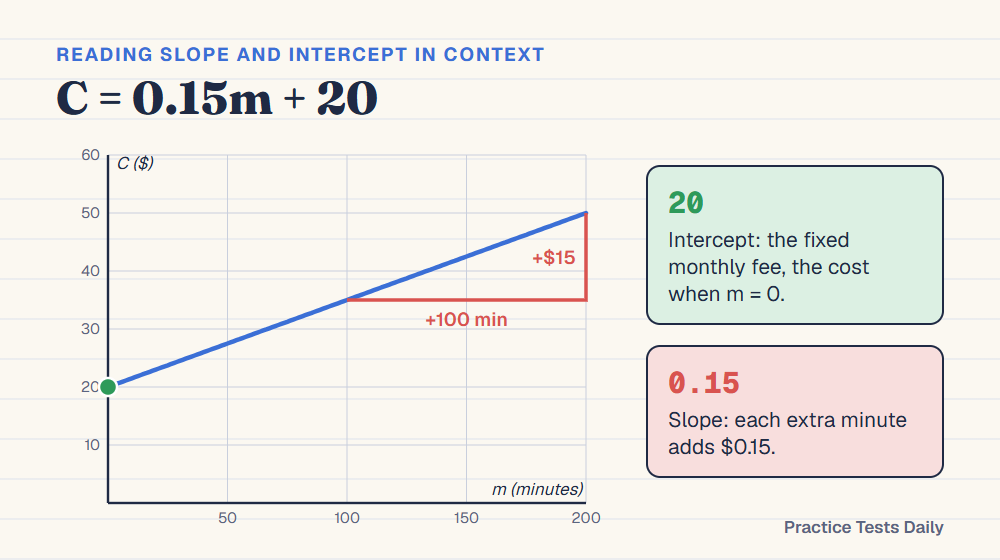 READING SLOPE AND INTERCEPT IN CONTEXT
C = 0.15m + 20
60
C ($)
50
40
30
20
10
+$15
+100 min
m (minutes)
50
100
150
200
20
Intercept: the fixed
monthly fee, the cost
when m = 0.
0.15
Slope: each extra minute
adds $0.15.
Practice Tests Daily